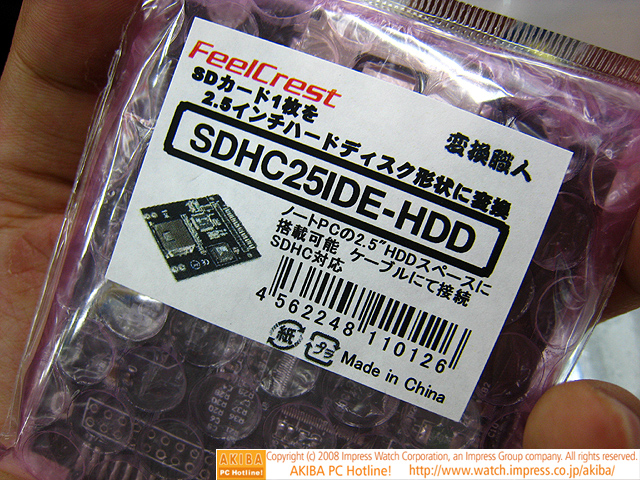 FeelCrest
SDカード1枚を
2.5インチハードディスク形状に変換
変換職人
SDHC25IDE-HDD
ノートPCの2.5"HDDスペースに
搭載可能 ケーブルにて接続
SDHC対応
4 562248 110126
紙
プラ
Made in China
AKIBA
PC Hotline!
Copyright (c) 2008 Impress Watch Corporation, an Impress Group company. All rights reserved.
AKIBA PC Hotline! http://www.watch.impress.co.jp/akiba/